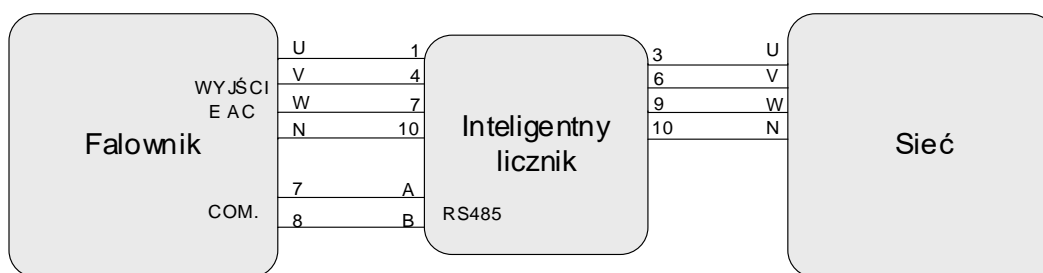 Falownik
WYJŚCI
E AC
COM.
U 1
V 4
W 7
N 10
7 A
8 B
Inteligentny
licznik
RS485
3 U
6 V
9 W
10 N
Sieć